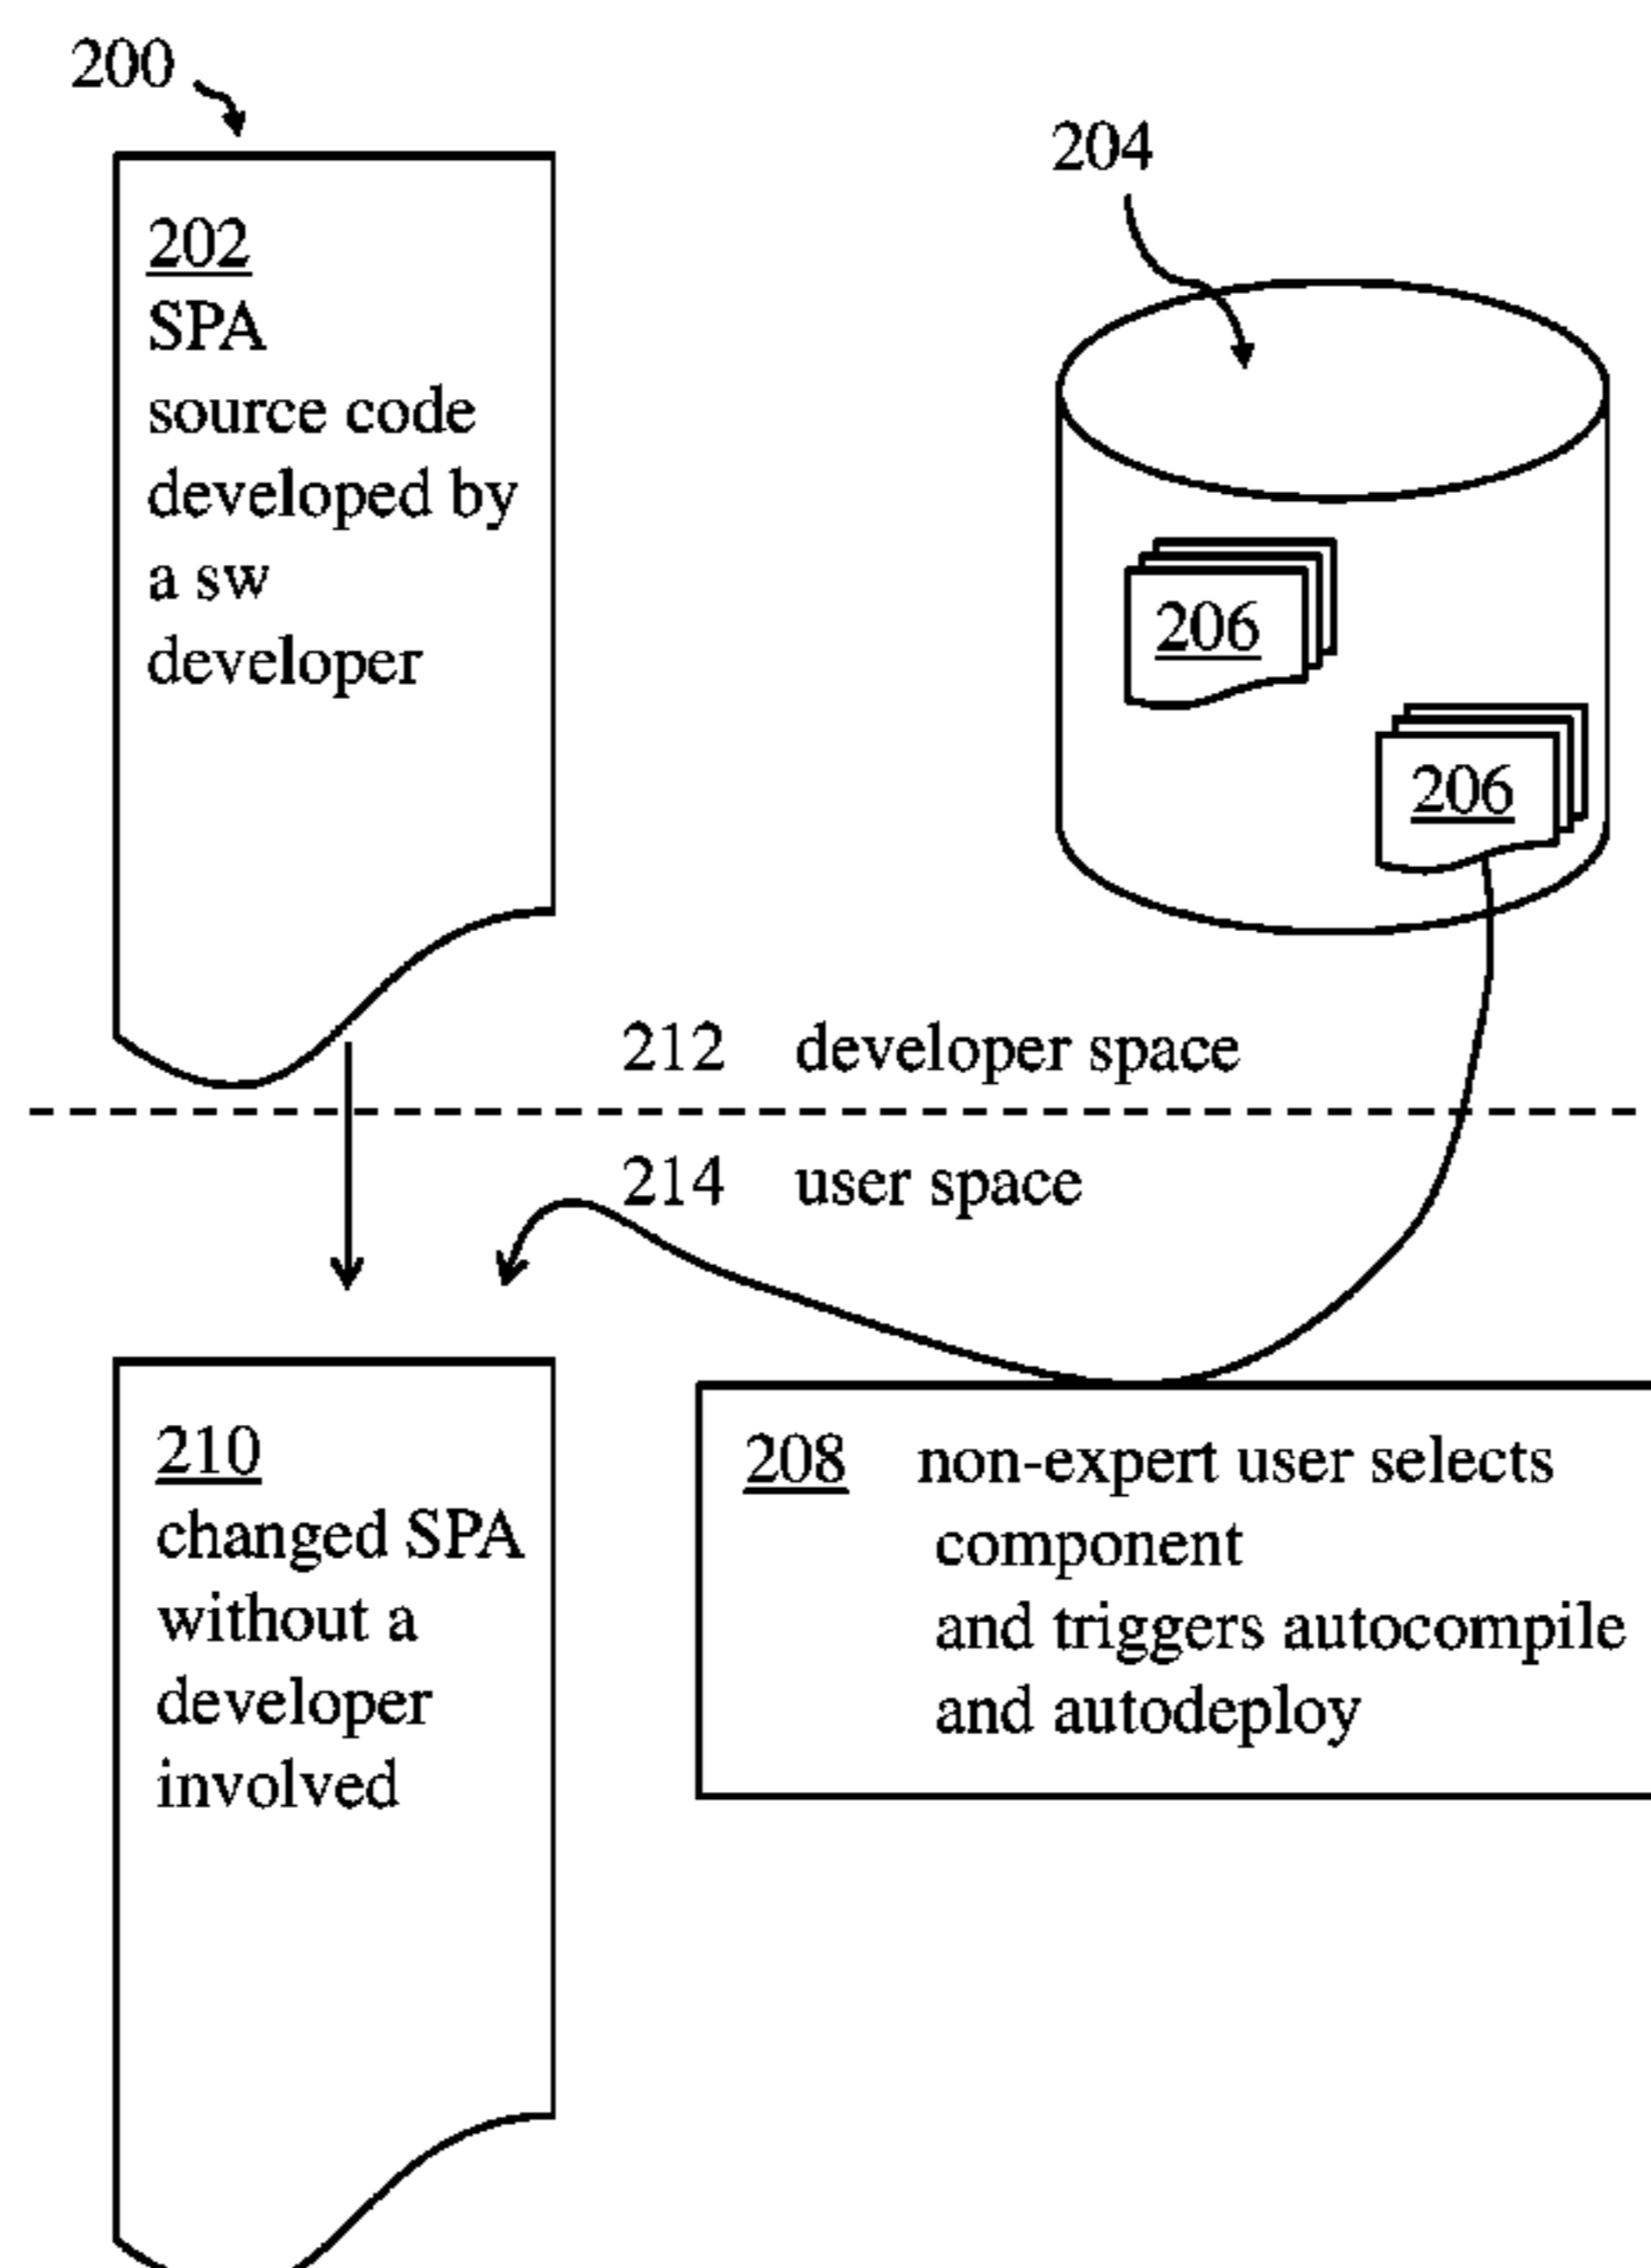 200
202
SPA
source code
developed by
a sw
developer
204
206
206
212 developer space
214 user space
210
changed SPA
without a
developer
involved
208 non-expert user selects
component
and triggers autocompile
and autodeploy